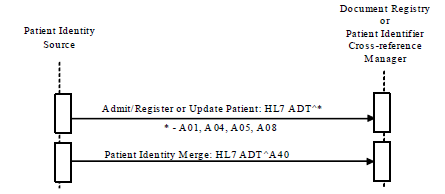 Patient Identity
Source
Document Registry
or
Patient Identifier
Cross-reference
Manager
Admit/Register or Update Patient: HL7 ADT^*
* - A01, A04, A05, A08
Patient Identity Merge: HL7 ADT^A40